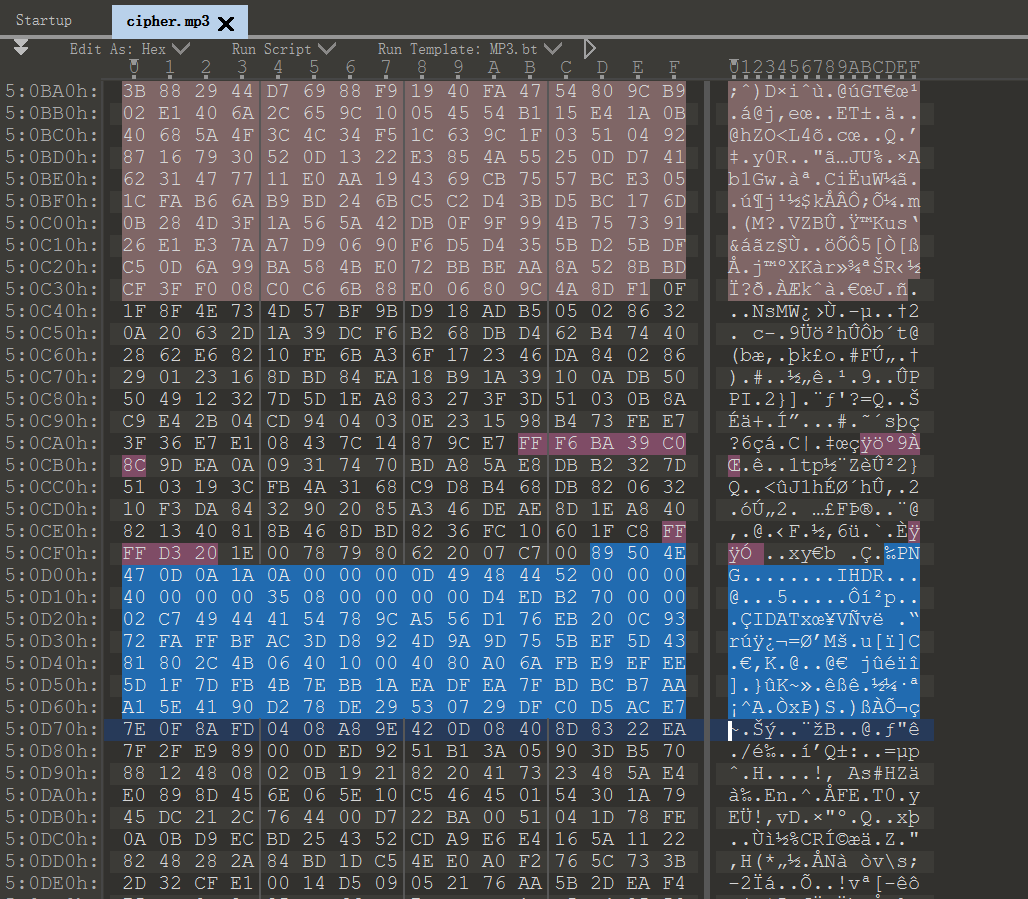 Startup cipher.mp3
Edit As: Hex Run Script Run Template: MP3.bt
0 1 2 3 4 5 6 7 8 9 A B C D E F 0123456789ABCDEF
5:0BA0h: 3B 88 29 44 D7 69 88 F9 19 40 FA 47 54 80 9C B9 ;ˆ)D×iˆù.@úGT€œ¹
5:0BB0h: 02 E1 40 6A 2C 65 9C 10 05 45 54 B1 15 E4 1A 0B .á@j,eœ..ET±.ä..
5:0BC0h: 40 68 5A 4F 3C 4C 34 F5 1C 63 9C 1F 03 51 04 92 @hZO<L4õ.cœ..Q.’
5:0BD0h: 87 16 79 30 52 0D 13 22 E3 85 4A 55 25 0D D7 41 ‡.y0R.."ã…JU%.×A
5:0BE0h: 62 31 47 77 11 E0 AA 19 43 69 CB 75 57 BC E3 05 b1Gw.àª.CiËuW¼ã.
5:0BF0h: 1C FA B6 6A B9 BD 24 6B C5 C2 D4 3B D5 BC 17 6D .ú¶j¹½$kÅÂÔ;Õ¼.m
5:0C00h: 0B 28 4D 3F 1A 56 5A 42 DB 0F 9F 99 4B 75 73 91 .(M?.VZBÛ.Ÿ™Kus‘
5:0C10h: 26 E1 E3 7A A7 D9 06 90 F6 D5 D4 35 5B D2 5B DF &áãz§Ù..öÕÔ5[Ò[ß
5:0C20h: C5 0D 6A 99 BA 58 4B E0 72 BB BE AA 8A 52 8B BD Å.j™ºXKàr»¾ªŠR‹½
5:0C30h: CF 3F F0 08 C0 C6 6B 88 E0 06 80 9C 4A 8D F1 0F Ï?ð.ÀÆkˆà.€œJ.ñ.
5:0C40h: 1F 8F 4E 73 4D 57 BF 9B D9 18 AD B5 05 02 86 32 ..NsMW¿›Ù.-µ..†2
5:0C50h: 0A 20 63 2D 1A 39 DC F6 B2 68 DB D4 62 B4 74 40 . c-.9Üö²hÛÔb´t@
5:0C60h: 28 62 E6 82 10 FE 6B A3 6F 17 23 46 DA 84 02 86 (bæ‚.þk£o.#FÚ„.†
5:0C70h: 29 01 23 16 8D BD 84 EA 18 B9 1A 39 10 0A DB 50 ).#..½„ê.¹.9..ÛP
5:0C80h: 50 49 12 32 7D 5D 1E A8 83 27 3F 3D 51 03 0B 8A PI.2}].¨ƒ'?=Q..Š
5:0C90h: C9 E4 2B 04 CD 94 04 03 0E 23 15 98 B4 73 FE E7 Éä+.Í”...#.˜´sþç
5:0CA0h: 3F 36 E7 E1 08 43 7C 14 87 9C E7 FF F6 BA 39 C0 ?6çá.C|.‡œçÿöº9À
5:0CB0h: 8C 9D EA 0A 09 31 74 70 BD A8 5A E8 DB B2 32 7D Œ.ê..1tp½¨ZèÛ²2}
5:0CC0h: 51 03 19 3C FB 4A 31 68 C9 D8 B4 68 DB 82 06 32 Q..<ûJ1hÉØ´hÛ‚.2
5:0CD0h: 10 F3 DA 84 32 90 20 85 A3 46 DE AE 8D 1E A8 40 .óÚ„2. …£FÞ®..¨@
5:0CE0h: 82 13 40 81 8B 46 8D BD 82 36 FC 10 60 1F C8 FF ‚.@.‹F.½‚6ü.`.Èÿ
5:0CF0h: FF D3 20 1E 00 78 79 80 62 20 07 C7 00 89 50 4E ÿÓ ..xy€b .Ç.‰PN
5:0D00h: 47 0D 0A 1A 0A 00 00 00 0D 49 48 44 52 00 00 00 G........IHDR...
5:0D10h: 40 00 00 00 35 08 00 00 00 00 D4 ED B2 70 00 00 @...5.....Ôí²p..
5:0D20h: 02 C7 49 44 41 54 78 9C A5 56 D1 76 EB 20 0C 93 .ÇIDATxœ¥VÑvë .“
5:0D30h: 72 FA FF BF AC 3D D8 92 4D 9A 9D 75 5B EF 5D 43 rúÿ¿¬=Ø’Mš.u[ï]C
5:0D40h: 81 80 2C 4B 06 40 10 00 40 80 A0 6A FB E9 EF EE .€,K.@..@€ jûéïî
5:0D50h: 5D 1F 7D FB 4B 7E BB 1A EA DF EA 7F BD BC B7 AA ].}ûK~».êßê.½¼·ª
5:0D60h: A1 5E 41 90 D2 78 DE 29 53 07 29 DF C0 D5 AC E7 ¡^A.ÒxÞ)S.)ßÀÕ¬ç
5:0D70h: 7E 0F 8A FD 04 08 A8 9E 42 0D 08 40 8D 83 22 EA ~.Šý..¨žB..@.ƒ"ê
5:0D80h: 7F 2F E9 89 00 0D ED 92 51 B1 3A 05 90 3D B5 70 ./é‰..í’Q±:..=µp
5:0D90h: 88 12 48 08 02 0B 19 21 82 20 41 73 23 48 5A E4 ˆ.H....!‚ As#HZä
5:0DA0h: E0 89 8D 45 6E 06 5E 10 C5 46 45 01 54 30 1A 79 à‰.En.^.ÅFE.T0.y
5:0DB0h: 45 DC 21 2C 76 44 00 D7 22 BA 00 51 04 1D 78 FE EÜ!,vD.×"º.Q..xþ
5:0DC0h: 0A 0B D9 EC BD 25 43 52 CD A9 E6 E4 16 5A 11 22 ..Ùì½%CRÍ©æä.Z."
5:0DD0h: 82 48 28 2A 84 BD 1D C5 4E E0 A0 F2 76 5C 73 3B ‚H(*„½.ÅNà òv\s;
5:0DE0h: 2D 32 CF E1 00 14 D5 09 05 21 76 AA 5B 2D EA F4 -2Ïá..Õ..!vª[-êô